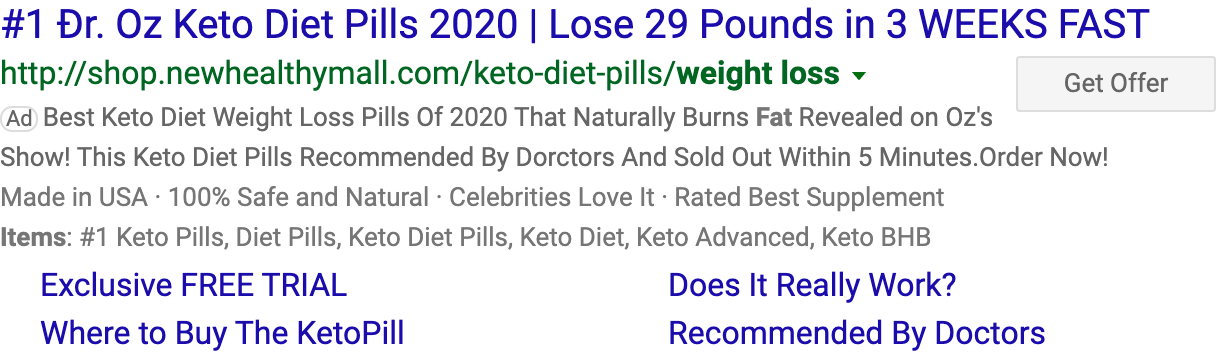 #1 Đr. Oz Keto Diet Pills 2020 | Lose 29 Pounds in 3 WEEKS FAST
http://shop.newhealthymall.com/keto-diet-pills/weight loss
Get Offer
Ad Best Keto Diet Weight Loss Pills Of 2020 That Naturally Burns Fat Revealed on Oz's
Show! This Keto Diet Pills Recommended By Dorctors And Sold Out Within 5 Minutes.Order Now!
Made in USA · 100% Safe and Natural · Celebrities Love It · Rated Best Supplement
Items: #1 Keto Pills, Diet Pills, Keto Diet Pills, Keto Diet, Keto Advanced, Keto BHB
Exclusive FREE TRIAL
Does It Really Work?
Where to Buy The KetoPill
Recommended By Doctors